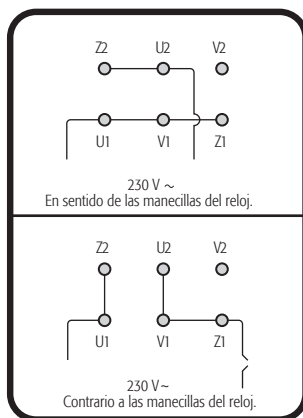 Z2 U2 V2
U1 V1 Z1
230 V ~
En sentido de las manecillas del reloj.
Z2 U2 V2
U1 V1 Z1
230 V~
Contrario a las manecillas del reloj.